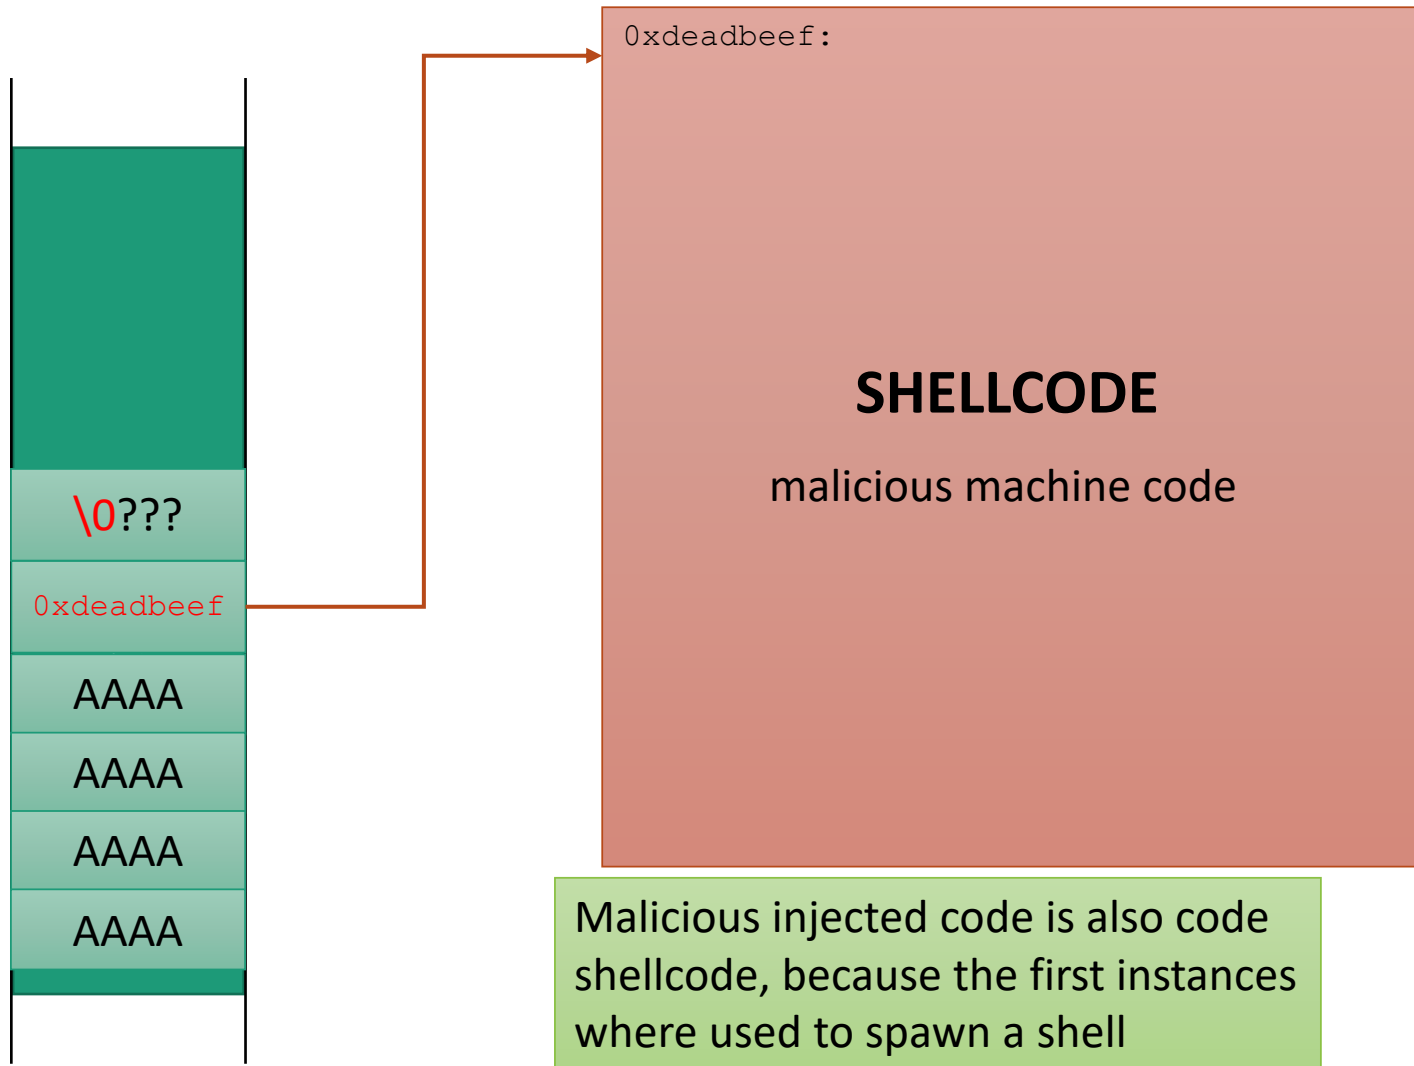 0xdeadbeef:
\0???
0xdeadbeef
AAAA
AAAA
AAAA
AAAA
SHELLCODE
malicious machine code
Malicious injected code is also code
shellcode, because the first instances
where used to spawn a shell